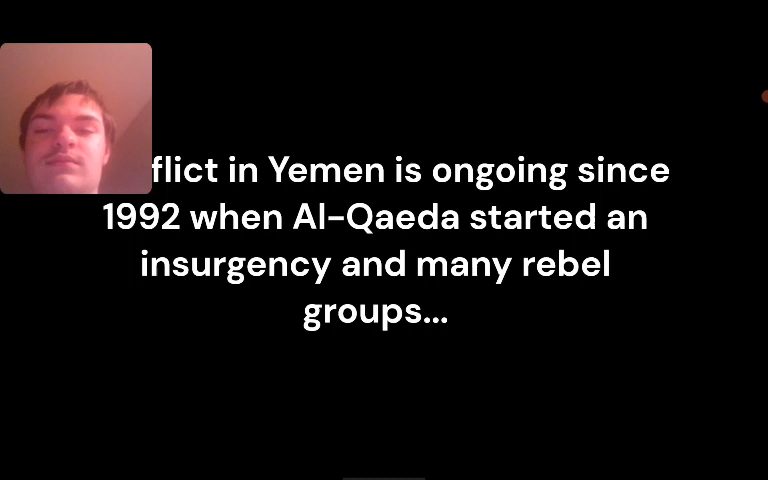 flict in Yemen is ongoing since
1992 when Al-Qaeda started an
insurgency and many rebel
groups...